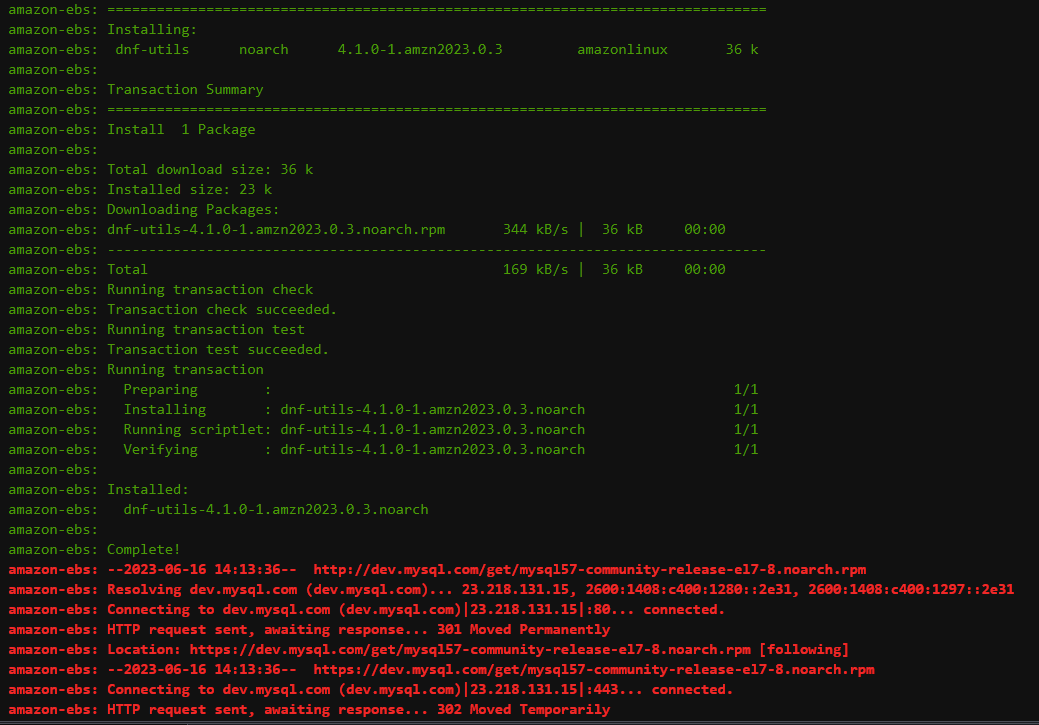 amazon-ebs: ================================================================================
amazon-ebs: Installing:
amazon-ebs:  dnf-utils      noarch      4.1.0-1.amzn2023.0.3         amazonlinux       36 k
amazon-ebs:
amazon-ebs: Transaction Summary
amazon-ebs: ================================================================================
amazon-ebs: Install  1 Package
amazon-ebs:
amazon-ebs: Total download size: 36 k
amazon-ebs: Installed size: 23 k
amazon-ebs: Downloading Packages:
amazon-ebs: dnf-utils-4.1.0-1.amzn2023.0.3.noarch.rpm       344 kB/s |  36 kB     00:00
amazon-ebs: --------------------------------------------------------------------------------
amazon-ebs: Total                                           169 kB/s |  36 kB     00:00
amazon-ebs: Running transaction check
amazon-ebs: Transaction check succeeded.
amazon-ebs: Running transaction test
amazon-ebs: Transaction test succeeded.
amazon-ebs: Running transaction
amazon-ebs:   Preparing        :                                                        1/1
amazon-ebs:   Installing       : dnf-utils-4.1.0-1.amzn2023.0.3.noarch                  1/1
amazon-ebs:   Running scriptlet: dnf-utils-4.1.0-1.amzn2023.0.3.noarch                  1/1
amazon-ebs:   Verifying        : dnf-utils-4.1.0-1.amzn2023.0.3.noarch                  1/1
amazon-ebs:
amazon-ebs: Installed:
amazon-ebs:   dnf-utils-4.1.0-1.amzn2023.0.3.noarch
amazon-ebs:
amazon-ebs: Complete!
amazon-ebs: --2023-06-16 14:13:36--  http://dev.mysql.com/get/mysql57-community-release-el7-8.noarch.rpm
amazon-ebs: Resolving dev.mysql.com (dev.mysql.com)... 23.218.131.15, 2600:1408:c400:1280::2e31, 2600:1408:c400:1297::2e31
amazon-ebs: Connecting to dev.mysql.com (dev.mysql.com)|23.218.131.15|:80... connected.
amazon-ebs: HTTP request sent, awaiting response... 301 Moved Permanently
amazon-ebs: Location: https://dev.mysql.com/get/mysql57-community-release-el7-8.noarch.rpm [following]
amazon-ebs: --2023-06-16 14:13:36--  https://dev.mysql.com/get/mysql57-community-release-el7-8.noarch.rpm
amazon-ebs: Connecting to dev.mysql.com (dev.mysql.com)|23.218.131.15|:443... connected.
amazon-ebs: HTTP request sent, awaiting response... 302 Moved Temporarily